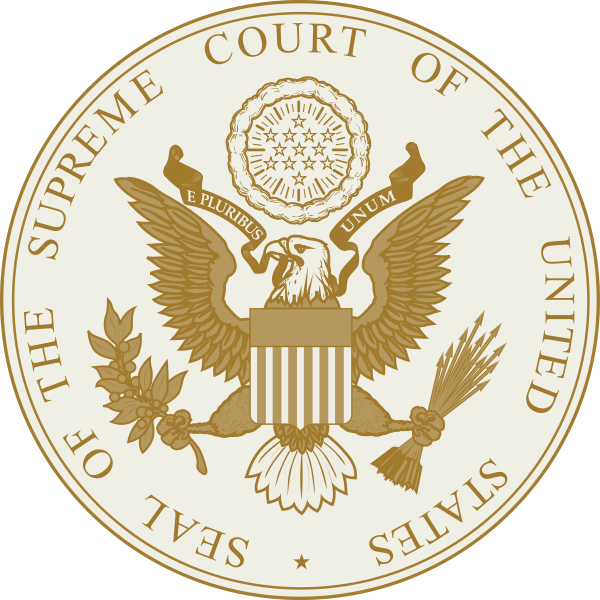 SEAL OF THE SUPREME COURT OF THE UNITED STATES
E PLURIBUS UNUM